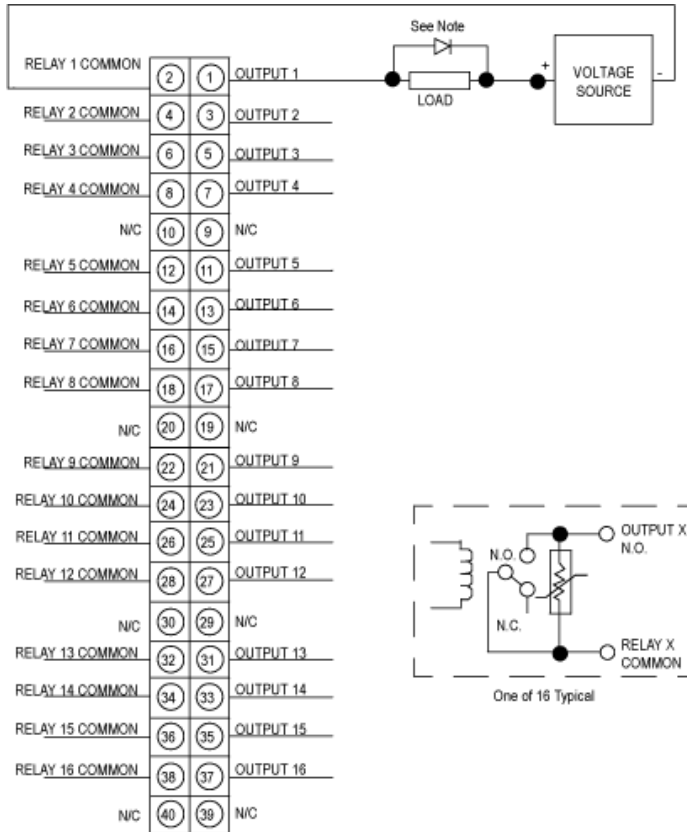 See Note
+
-
VOLTAGE
SOURCE
LOAD
RELAY 1 COMMON 2 1 OUTPUT 1
RELAY 2 COMMON 4 3 OUTPUT 2
RELAY 3 COMMON 6 5 OUTPUT 3
RELAY 4 COMMON 8 7 OUTPUT 4
N/C 10 9 N/C
RELAY 5 COMMON 12 11 OUTPUT 5
RELAY 6 COMMON 14 13 OUTPUT 6
RELAY 7 COMMON 16 15 OUTPUT 7
RELAY 8 COMMON 18 17 OUTPUT 8
N/C 20 19 N/C
RELAY 9 COMMON 22 21 OUTPUT 9
RELAY 10 COMMON 24 23 OUTPUT 10
RELAY 11 COMMON 26 25 OUTPUT 11
RELAY 12 COMMON 28 27 OUTPUT 12
N/C 30 29 N/C
RELAY 13 COMMON 32 31 OUTPUT 13
RELAY 14 COMMON 34 33 OUTPUT 14
RELAY 15 COMMON 36 35 OUTPUT 15
RELAY 16 COMMON 38 37 OUTPUT 16
N/C 40 39 N/C
OUTPUT X
N.O.
N.O.
N.C.
RELAY X
COMMON
One of 16 Typical